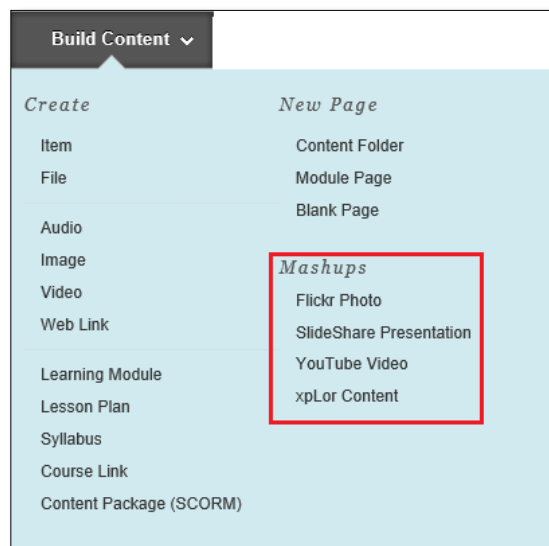 Build Content
Create
Item
File
Audio
Image
Video
Web Link
Learning Module
Lesson Plan
Syllabus
Course Link
Content Package (SCORM)
New Page
Content Folder
Module Page
Blank Page
Mashups
Flickr Photo
SlideShare Presentation
YouTube Video
xpLor Content